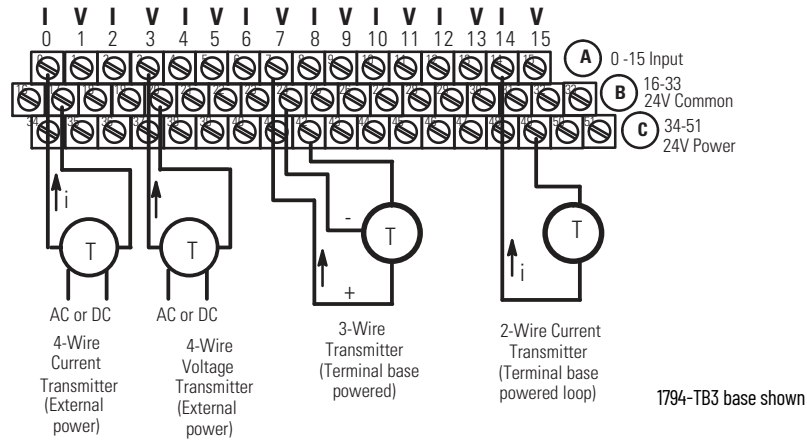 I V I V I V I V I V I V I V I V
0 1 2 3 4 5 6 7 8 9 10 11 12 13 14 15
A 0 -15 Input
B 16-33
24V Common
C 34-51
24V Power
i
T
AC or DC
4-Wire
Current
Transmitter
(External
power)
T
AC or DC
4-Wire
Voltage
Transmitter
(External
power)
-
+
T
3-Wire
Transmitter
(Terminal base
powered)
i
T
2-Wire Current
Transmitter
(Terminal base
powered loop)
1794-TB3 base shown